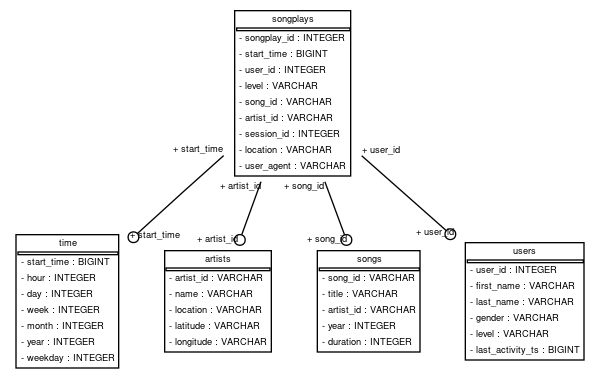 songplays
- songplay_id : INTEGER
- start_time : BIGINT
- user_id : INTEGER
- level : VARCHAR
- song_id : VARCHAR
- artist_id : VARCHAR
- session_id : INTEGER
- location : VARCHAR
- user_agent : VARCHAR
+ start_time
+ user_id
+ artist_id
+ song_id
+ start_time
+ artist_id
+ song_id
+ user_id
time
- start_time : BIGINT
- hour : INTEGER
- day : INTEGER
- week : INTEGER
- month : INTEGER
- year : INTEGER
- weekday : INTEGER
artists
- artist_id : VARCHAR
- name : VARCHAR
- location : VARCHAR
- latitude : VARCHAR
- longitude : VARCHAR
songs
- song_id : VARCHAR
- title : VARCHAR
- artist_id : VARCHAR
- year : INTEGER
- duration : INTEGER
users
- user_id : INTEGER
- first_name : VARCHAR
- last_name : VARCHAR
- gender : VARCHAR
- level : VARCHAR
- last_activity_ts : BIGINT